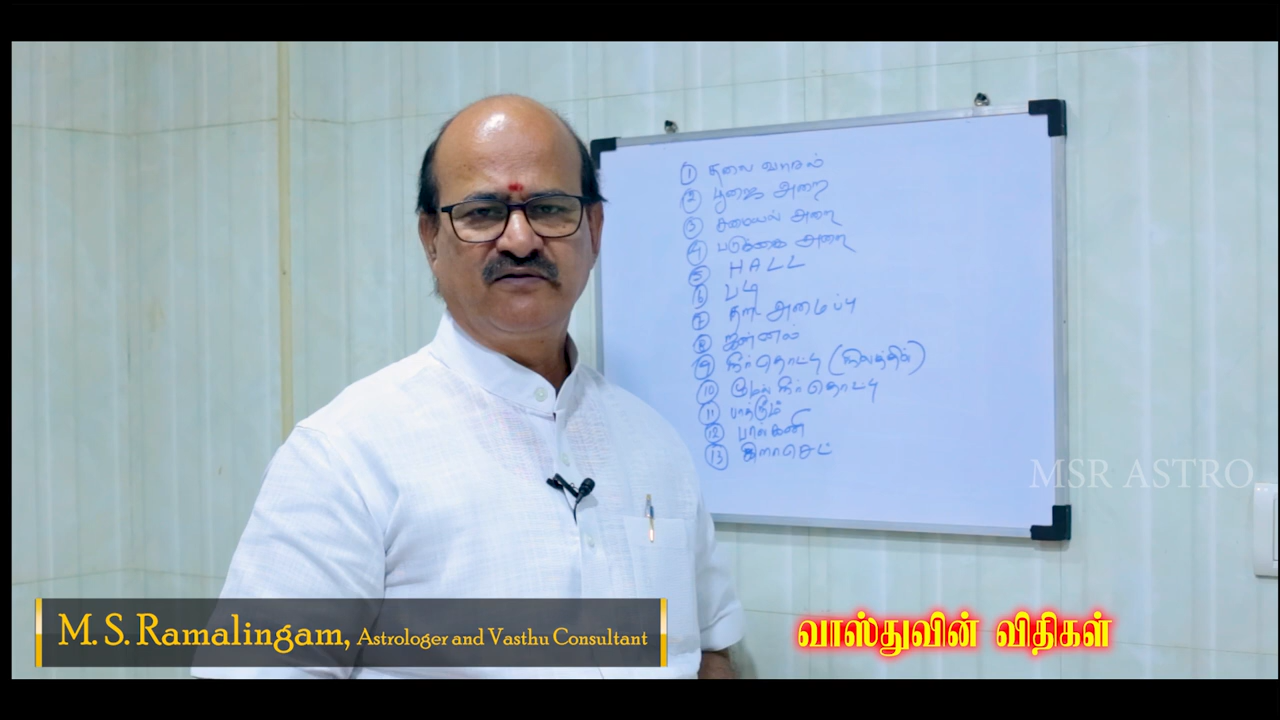 ① தலை வாசல்
② பூஜை அறை
③ சமையல் அறை
④ படுக்கை அறை
⑤ HALL
⑥ படி
⑦ தள அமைப்பு
⑧ ஜன்னல்
⑨ நீர் தொட்டி (நிலத்தின்)
⑩ மேல் நீர் தொட்டி
⑪ பாத்ரூம்
⑫ பால்கனி
⑬
MSR ASTRO
M. S. Ramalingam, Astrologer and Vasthu Consultant
வாஸ்துவின் விதிகள்